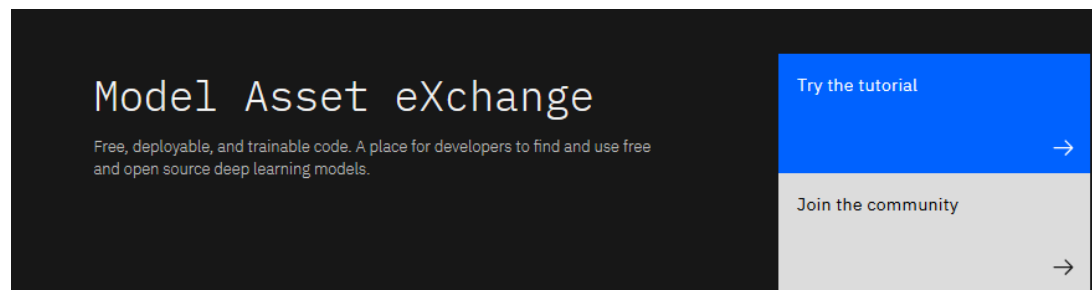 Model Asset eXchange
Free, deployable, and trainable code. A place for developers to find and use free
and open source deep learning models.
Try the tutorial
Join the community